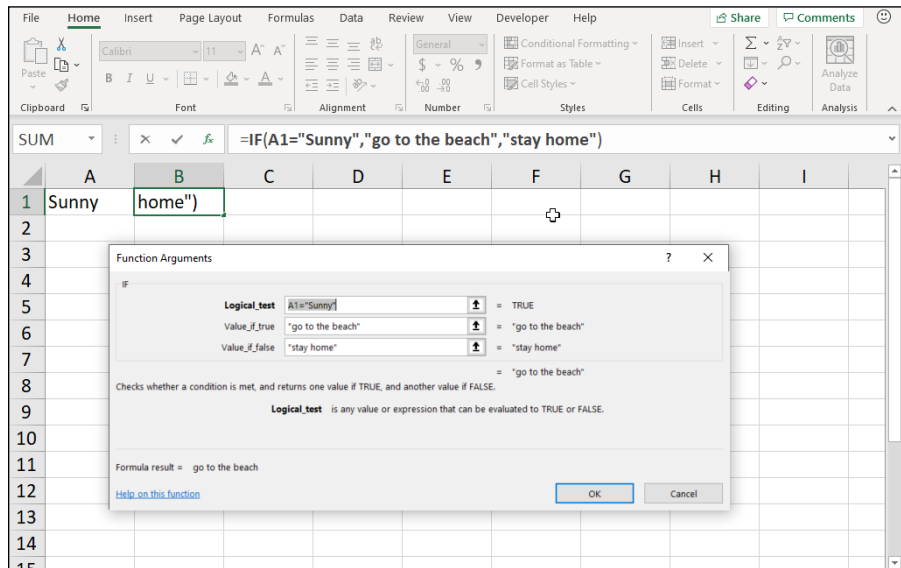 File Home Insert Page Layout Formulas Data Review View Developer Help Share Comments
Calibri 11 A^ A˅ ab General Conditional Formatting Insert Σ
Paste B I U A $ % 9 Format as Table Delete Analyze
Cell Styles Format Data
Clipboard Font Alignment Number Styles Cells Editing Analysis
SUM fx =IF(A1="Sunny","go to the beach","stay home")
A B C D E F G H I
1 Sunny home")
2
3
4
5
6
7
8
9
10
11
12
13
14
15
Function Arguments ? X
IF
Logical_test A1="Sunny" = TRUE
Value_if_true "go to the beach" = "go to the beach"
Value_if_false "stay home" = "stay home"
= "go to the beach"
Checks whether a condition is met, and returns one value if TRUE, and another value if FALSE.
Logical_test is any value or expression that can be evaluated to TRUE or FALSE.
Formula result = go to the beach
Help on this function OK Cancel